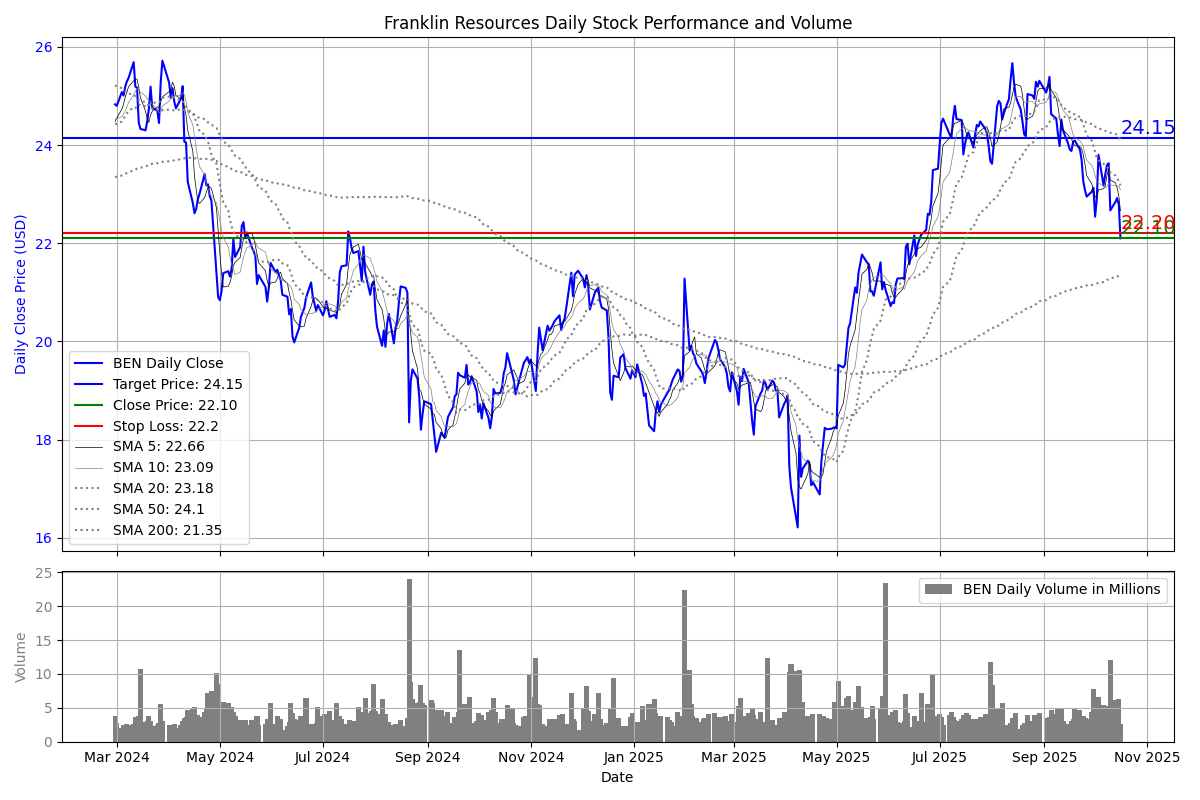 Franklin Resources Daily Stock Performance and Volume
Daily Close Price (USD)
26
24
22
20
18
16
24.15
22.20
22.10
BEN Daily Close
Target Price: 24.15
Close Price: 22.10
Stop Loss: 22.2
SMA 5: 22.66
SMA 10: 23.09
SMA 20: 23.18
SMA 50: 24.1
SMA 200: 21.35
Volume
25
20
15
10
5
0
BEN Daily Volume in Millions
Mar 2024 May 2024 Jul 2024 Sep 2024 Nov 2024 Jan 2025 Mar 2025 May 2025 Jul 2025 Sep 2025 Nov 2025
Date